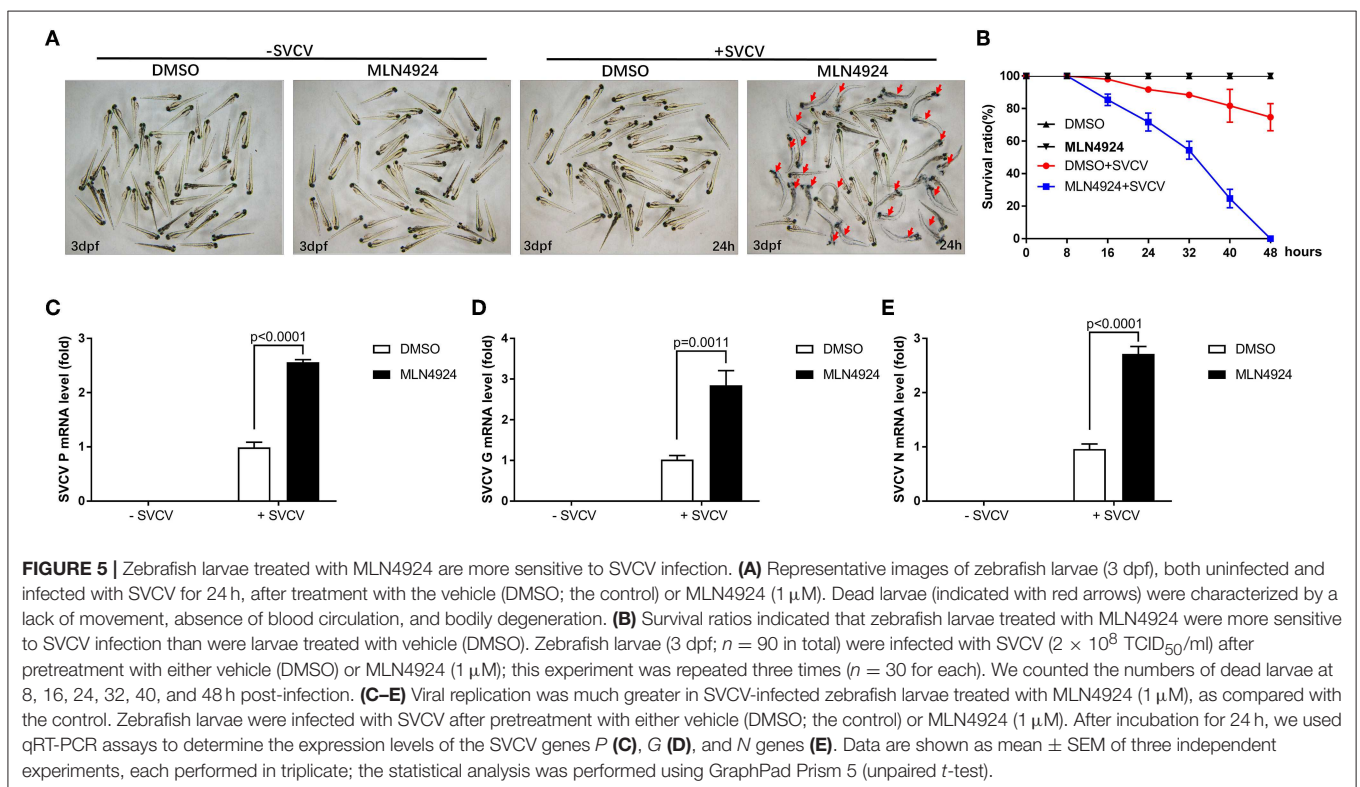 A
-SVCV
+SVCV
DMSO
MLN4924
DMSO
MLN4924
3dpf
3dpf
3dpf
24h
3dpf
24h
B
Survival ratio(%)
100
80
60
40
20
0
DMSO
MLN4924
DMSO+SVCV
MLN4924+SVCV
0 8 16 24 32 40 48 hours
C
SVCV P mRNA level (fold)
3
2
1
0
p<0.0001
DMSO
MLN4924
- SVCV + SVCV
D
SVCV G mRNA level (fold)
4
3
2
1
0
p=0.0011
DMSO
MLN4924
- SVCV + SVCV
E
SVCV N mRNA level (fold)
3
2
1
0
p<0.0001
DMSO
MLN4924
- SVCV + SVCV
FIGURE 5 | Zebrafish larvae treated with MLN4924 are more sensitive to SVCV infection. (A) Representative images of zebrafish larvae (3 dpf), both uninfected and
infected with SVCV for 24 h, after treatment with the vehicle (DMSO; the control) or MLN4924 (1 μM). Dead larvae (indicated with red arrows) were characterized by a
lack of movement, absence of blood circulation, and bodily degeneration. (B) Survival ratios indicated that zebrafish larvae treated with MLN4924 were more sensitive
to SVCV infection than were larvae treated with vehicle (DMSO). Zebrafish larvae (3 dpf; n = 90 in total) were infected with SVCV (2 × 10⁸ TCID₅₀/ml) after
pretreatment with either vehicle (DMSO) or MLN4924 (1 μM); this experiment was repeated three times (n = 30 for each). We counted the numbers of dead larvae at
8, 16, 24, 32, 40, and 48 h post-infection. (C–E) Viral replication was much greater in SVCV-infected zebrafish larvae treated with MLN4924 (1 μM), as compared with
the control. Zebrafish larvae were infected with SVCV after pretreatment with either vehicle (DMSO; the control) or MLN4924 (1 μM). After incubation for 24 h, we used
qRT-PCR assays to determine the expression levels of the SVCV genes P (C), G (D), and N genes (E). Data are shown as mean ± SEM of three independent
experiments, each performed in triplicate; the statistical analysis was performed using GraphPad Prism 5 (unpaired t-test).